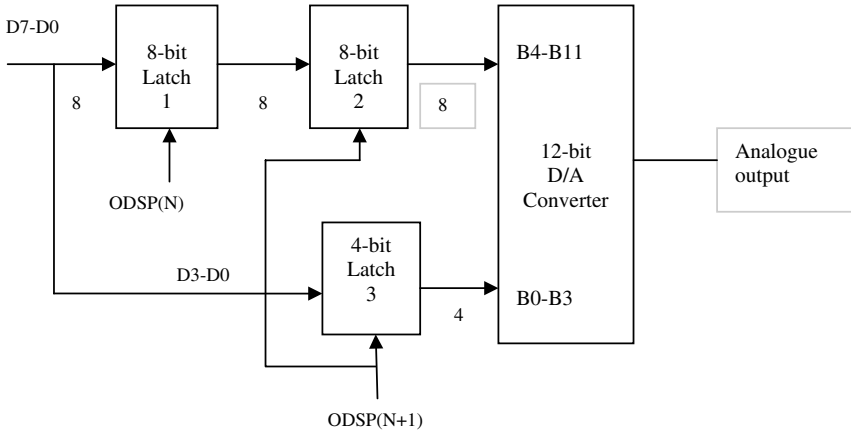 D7-D0
8
8-bit
Latch
1
8
8-bit
Latch
2
8
ODSP(N)
D3-D0
4-bit
Latch
3
4
ODSP(N+1)
B4-B11
12-bit
D/A
Converter
B0-B3
Analogue
output